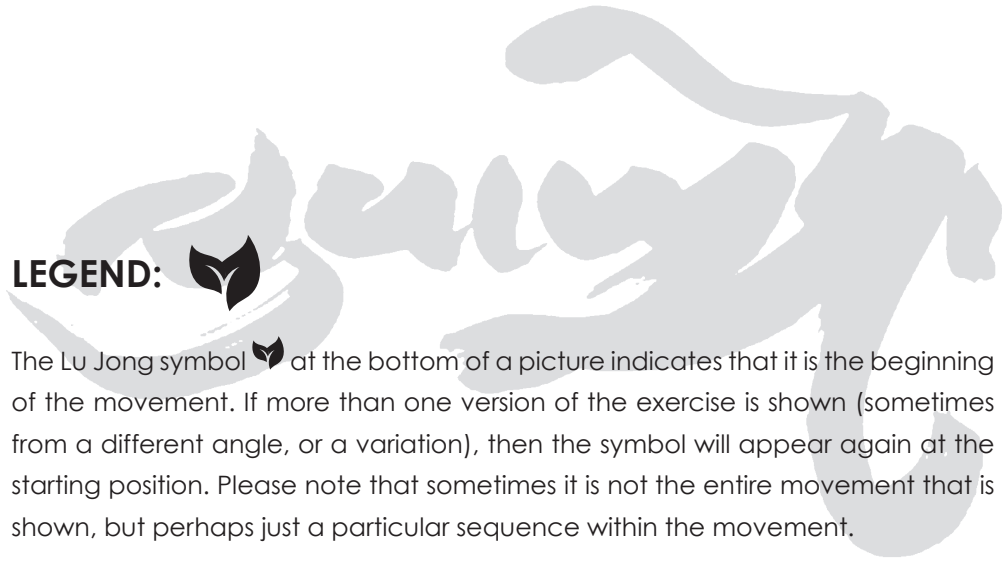 LEGEND:
The Lu Jong symbol at the bottom of a picture indicates that it is the beginning
of the movement. If more than one version of the exercise is shown (sometimes
from a different angle, or a variation), then the symbol will appear again at the
starting position. Please note that sometimes it is not the entire movement that is
shown, but perhaps just a particular sequence within the movement.